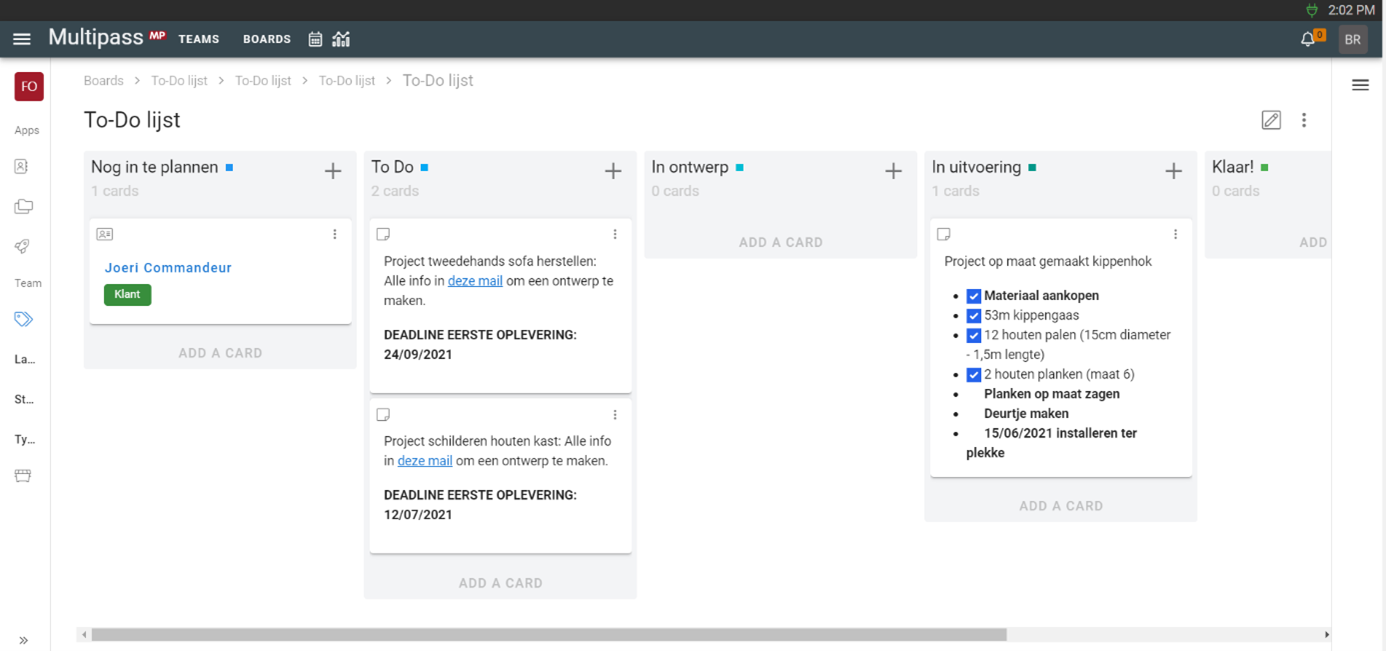 2:02 PM
Multipass MP TEAMS BOARDS 0 BR
FO
Boards > To-Do lijst > To-Do lijst > To-Do lijst > To-Do lijst
To-Do lijst
Apps
Team
La...
St...
Ty...
Nog in te plannen
1 cards
Joeri Commandeur
Klant
ADD A CARD
To Do
2 cards
Project tweedehands sofa herstellen:
Alle info in deze mail om een ontwerp te
maken.
DEADLINE EERSTE OPLEVERING:
24/09/2021
Project schilderen houten kast: Alle info
in deze mail om een ontwerp te maken.
DEADLINE EERSTE OPLEVERING:
12/07/2021
ADD A CARD
In ontwerp
0 cards
ADD A CARD
In uitvoering
1 cards
Project op maat gemaakt kippenhok
Materiaal aankopen
53m kippengaas
12 houten palen (15cm diameter
- 1,5m lengte)
2 houten planken (maat 6)
Planken op maat zagen
Deurtje maken
15/06/2021 installeren ter
plekke
ADD A CARD
Klaar!
0 cards
ADD